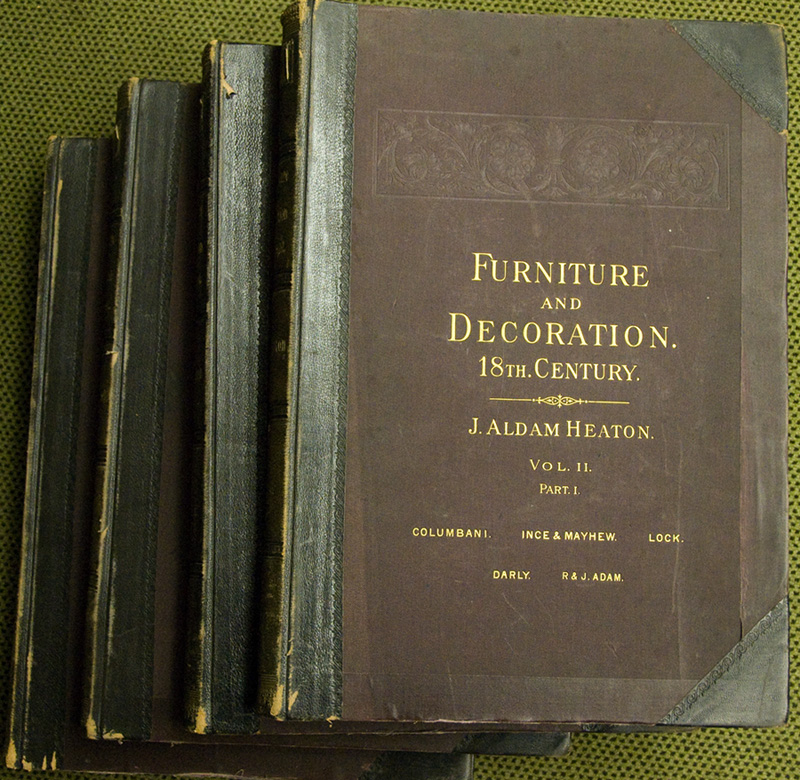 FURNITURE
AND
DECORATION.
18TH. CENTURY.
J. ALDAM HEATON.
VOL. II.
PART. I.
COLUMBANI. INCE & MAYHEW. LOCK.
DARLY. R & J. ADAM.